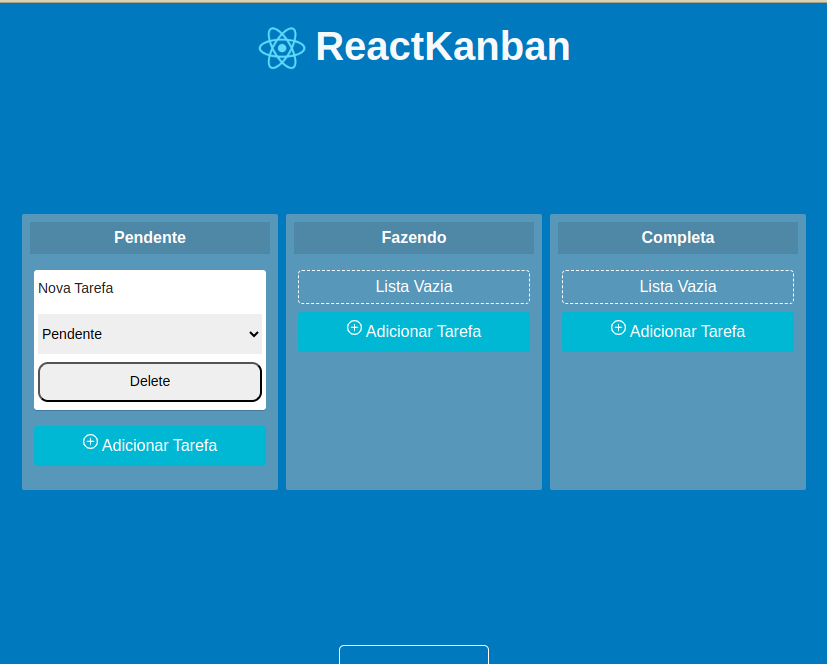 ReactKanban
Pendente
Fazendo
Completa
Nova Tarefa
Pendente
Delete
Adicionar Tarefa
Lista Vazia
Adicionar Tarefa
Lista Vazia
Adicionar Tarefa